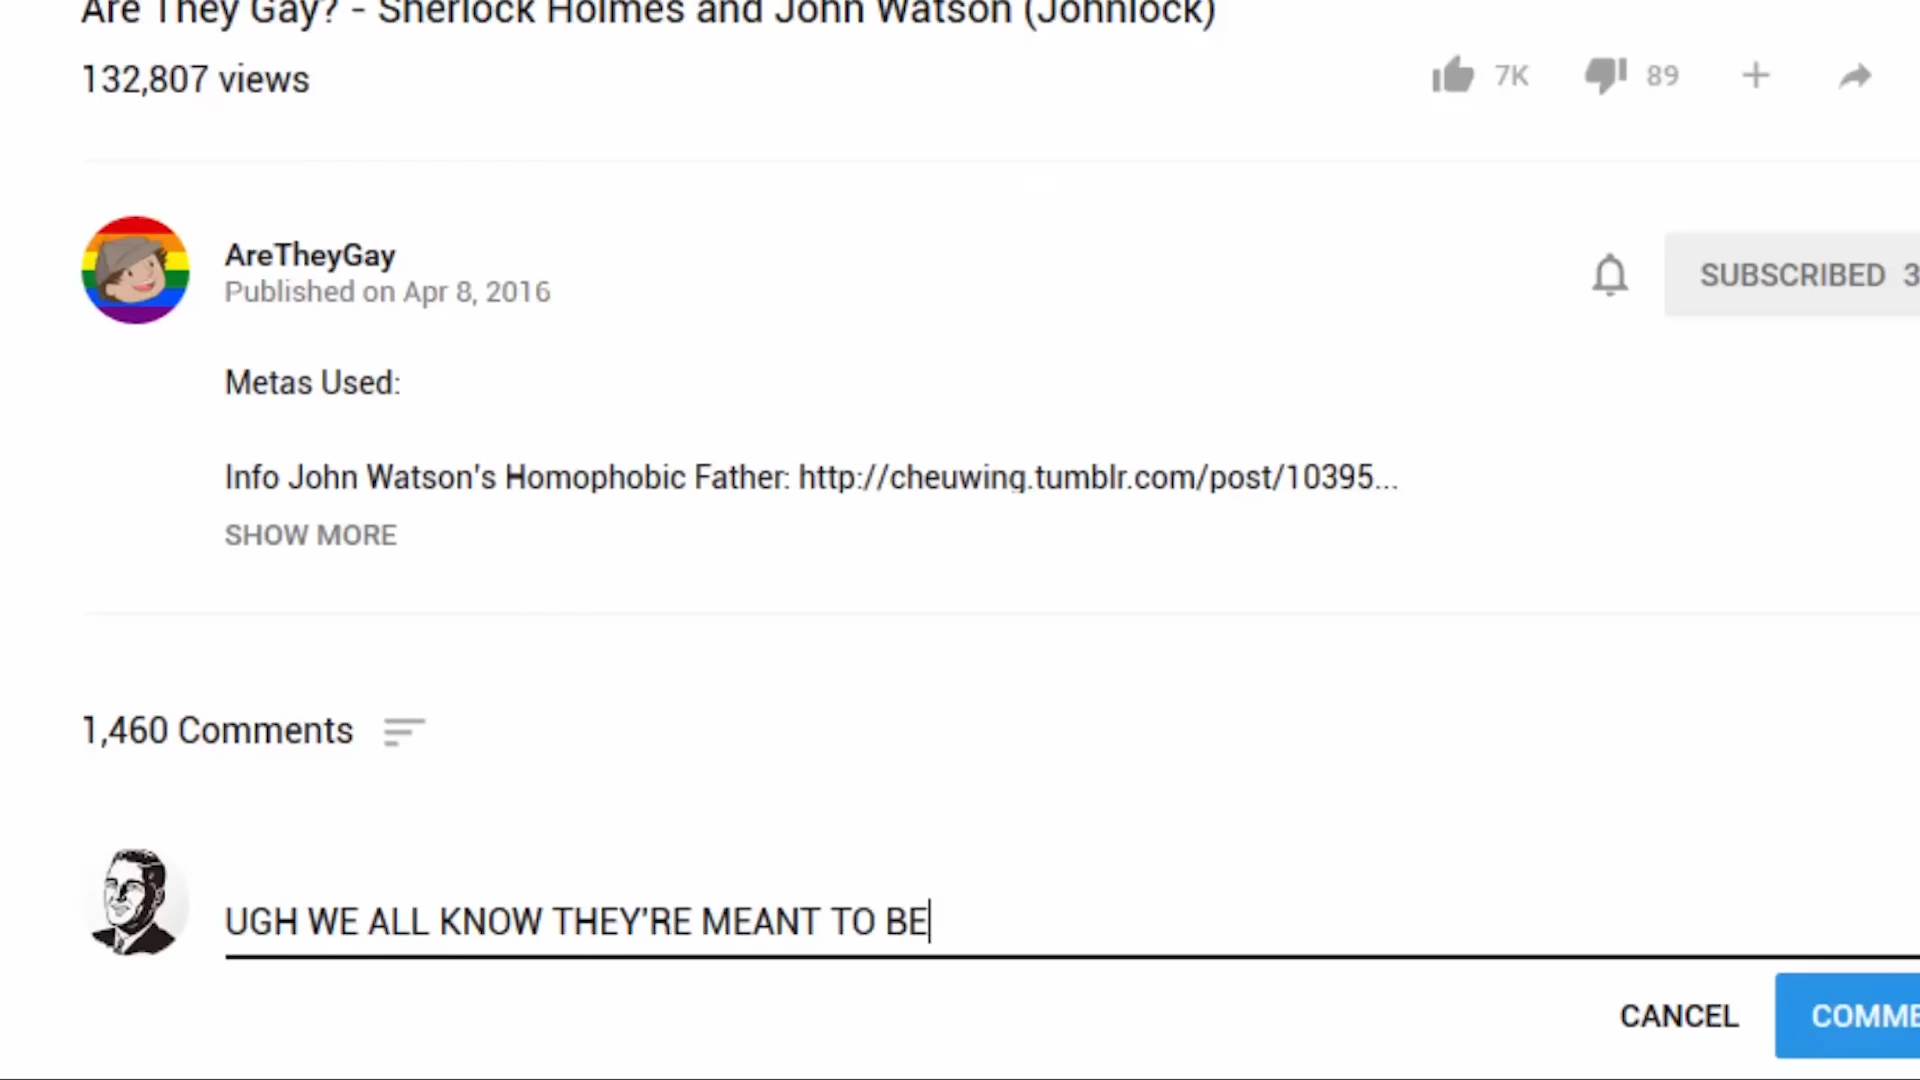 Are They Gay? - Sherlock Holmes and John Watson (Johnlock)
132,807 views
7K
89
AreTheyGay
Published on Apr 8, 2016
SUBSCRIBED 3
Metas Used:
Info John Watson's Homophobic Father: http://cheuwing.tumblr.com/post/10395...
SHOW MORE
1,460 Comments
UGH WE ALL KNOW THEY'RE MEANT TO BE
CANCEL
COMME